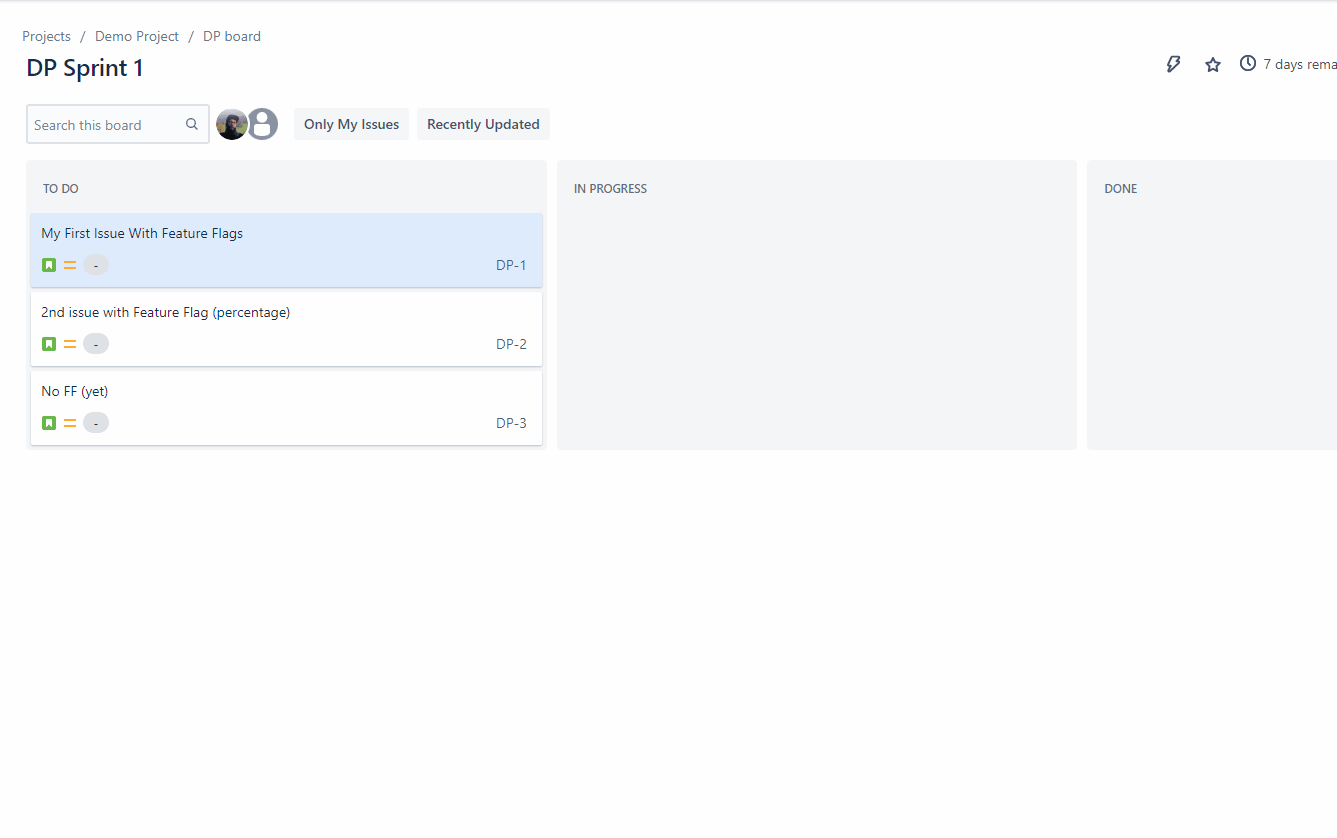 Projects / Demo Project / DP board
DP Sprint 1
7 days rema
Search this board
Only My Issues
Recently Updated
TO DO
My First Issue With Feature Flags
- DP-1
2nd issue with Feature Flag (percentage)
- DP-2
No FF (yet)
- DP-3
IN PROGRESS
DONE